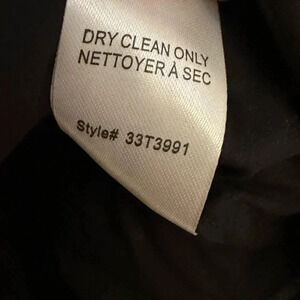 DRY CLEAN ONLY
NETTOYER À SEC
Style# 33T3991